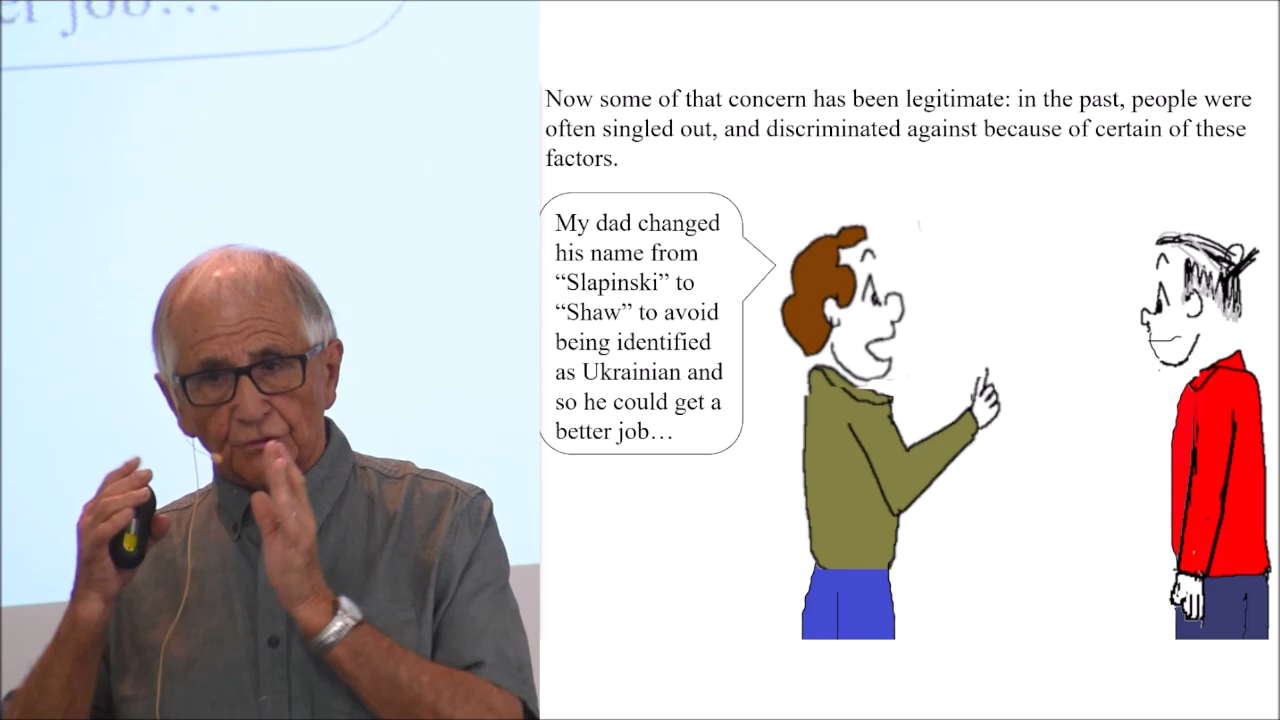 er job…
Now some of that concern has been legitimate: in the past, people were
often singled out, and discriminated against because of certain of these
factors.
My dad changed
his name from
“Slapinski” to
“Shaw” to avoid
being identified
as Ukrainian and
so he could get a
better job…